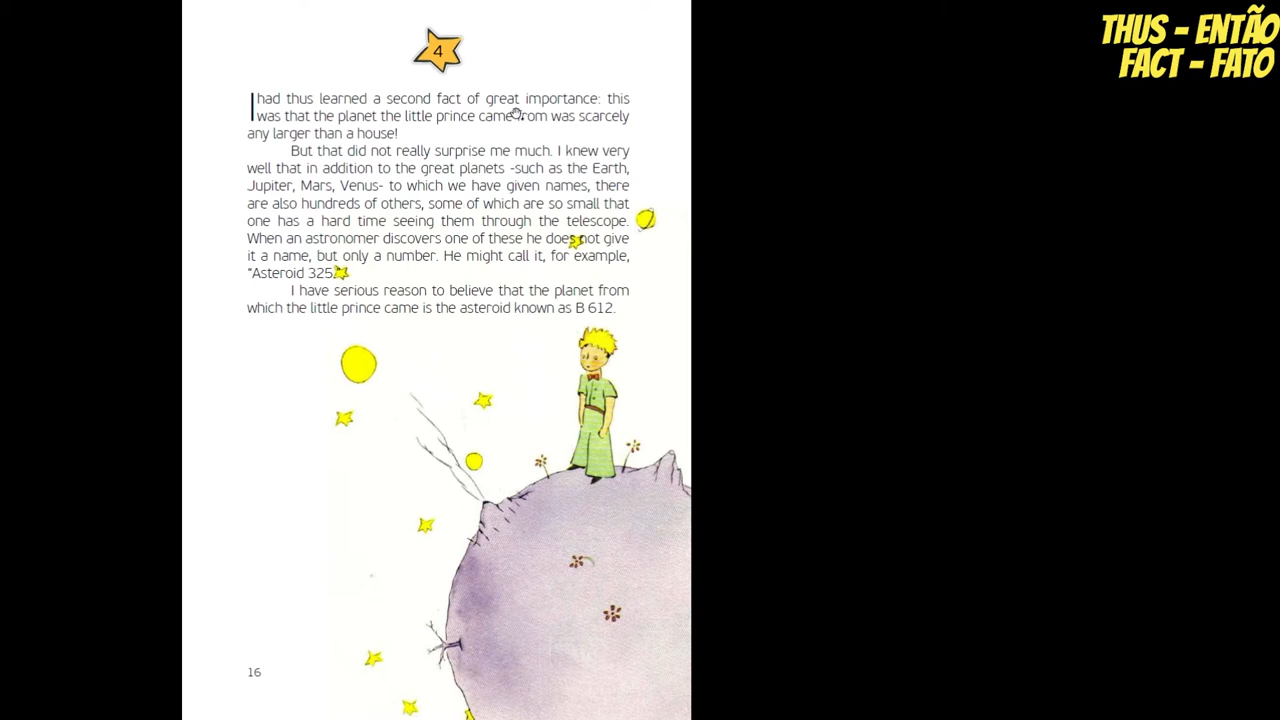 4
I had thus learned a second fact of great importance: this
was that the planet the little prince came from was scarcely
any larger than a house!
But that did not really surprise me much. I knew very
well that in addition to the great planets -such as the Earth,
Jupiter, Mars, Venus- to which we have given names, there
are also hundreds of others, some of which are so small that
one has a hard time seeing them through the telescope.
When an astronomer discovers one of these he does not give
it a name, but only a number. He might call it, for example,
“Asteroid 325.”
I have serious reason to believe that the planet from
which the little prince came is the asteroid known as B 612.
16
THUS - ENTÃO
FACT - FATO